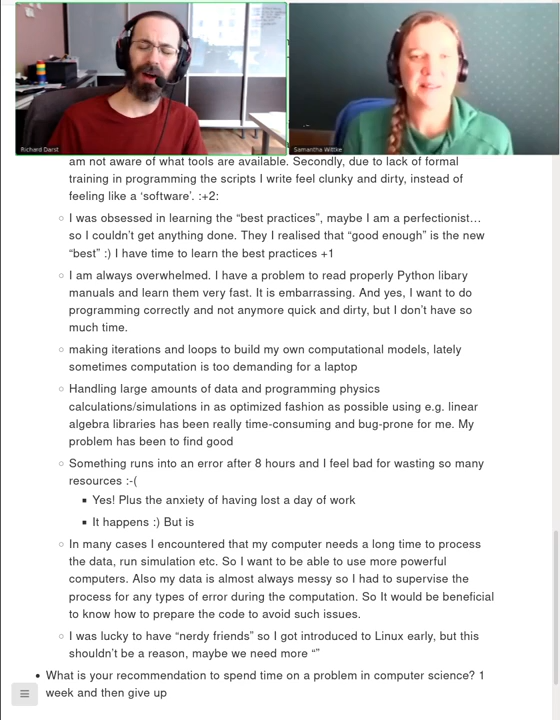 Richard Darst
Samantha Wittke
am not aware of what tools are available. Secondly, due to lack of formal
training in programming the scripts I write feel clunky and dirty, instead of
feeling like a ‘software’. :+2:
I was obsessed in learning the “best practices”, maybe I am a perfectionist…
so I couldn’t get anything done. They I realised that “good enough” is the new
“best” :) I have time to learn the best practices +1
I am always overwhelmed. I have a problem to read properly Python libary
manuals and learn them very fast. It is embarrassing. And yes, I want to do
programming correctly and not anymore quick and dirty, but I don’t have so
much time.
making iterations and loops to build my own computational models, lately
sometimes computation is too demanding for a laptop
Handling large amounts of data and programming physics
calculations/simulations in as optimized fashion as possible using e.g. linear
algebra libraries has been really time-consuming and bug-prone for me. My
problem has been to find good
Something runs into an error after 8 hours and I feel bad for wasting so many
resources :-(
Yes! Plus the anxiety of having lost a day of work
It happens :) But is
In many cases I encountered that my computer needs a long time to process
the data, run simulation etc. So I want to be able to use more powerful
computers. Also my data is almost always messy so I had to supervise the
process for any types of error during the computation. So It would be beneficial
to know how to prepare the code to avoid such issues.
I was lucky to have “nerdy friends” so I got introduced to Linux early, but this
shouldn’t be a reason, maybe we need more “”
What is your recommendation to spend time on a problem in computer science? 1
week and then give up